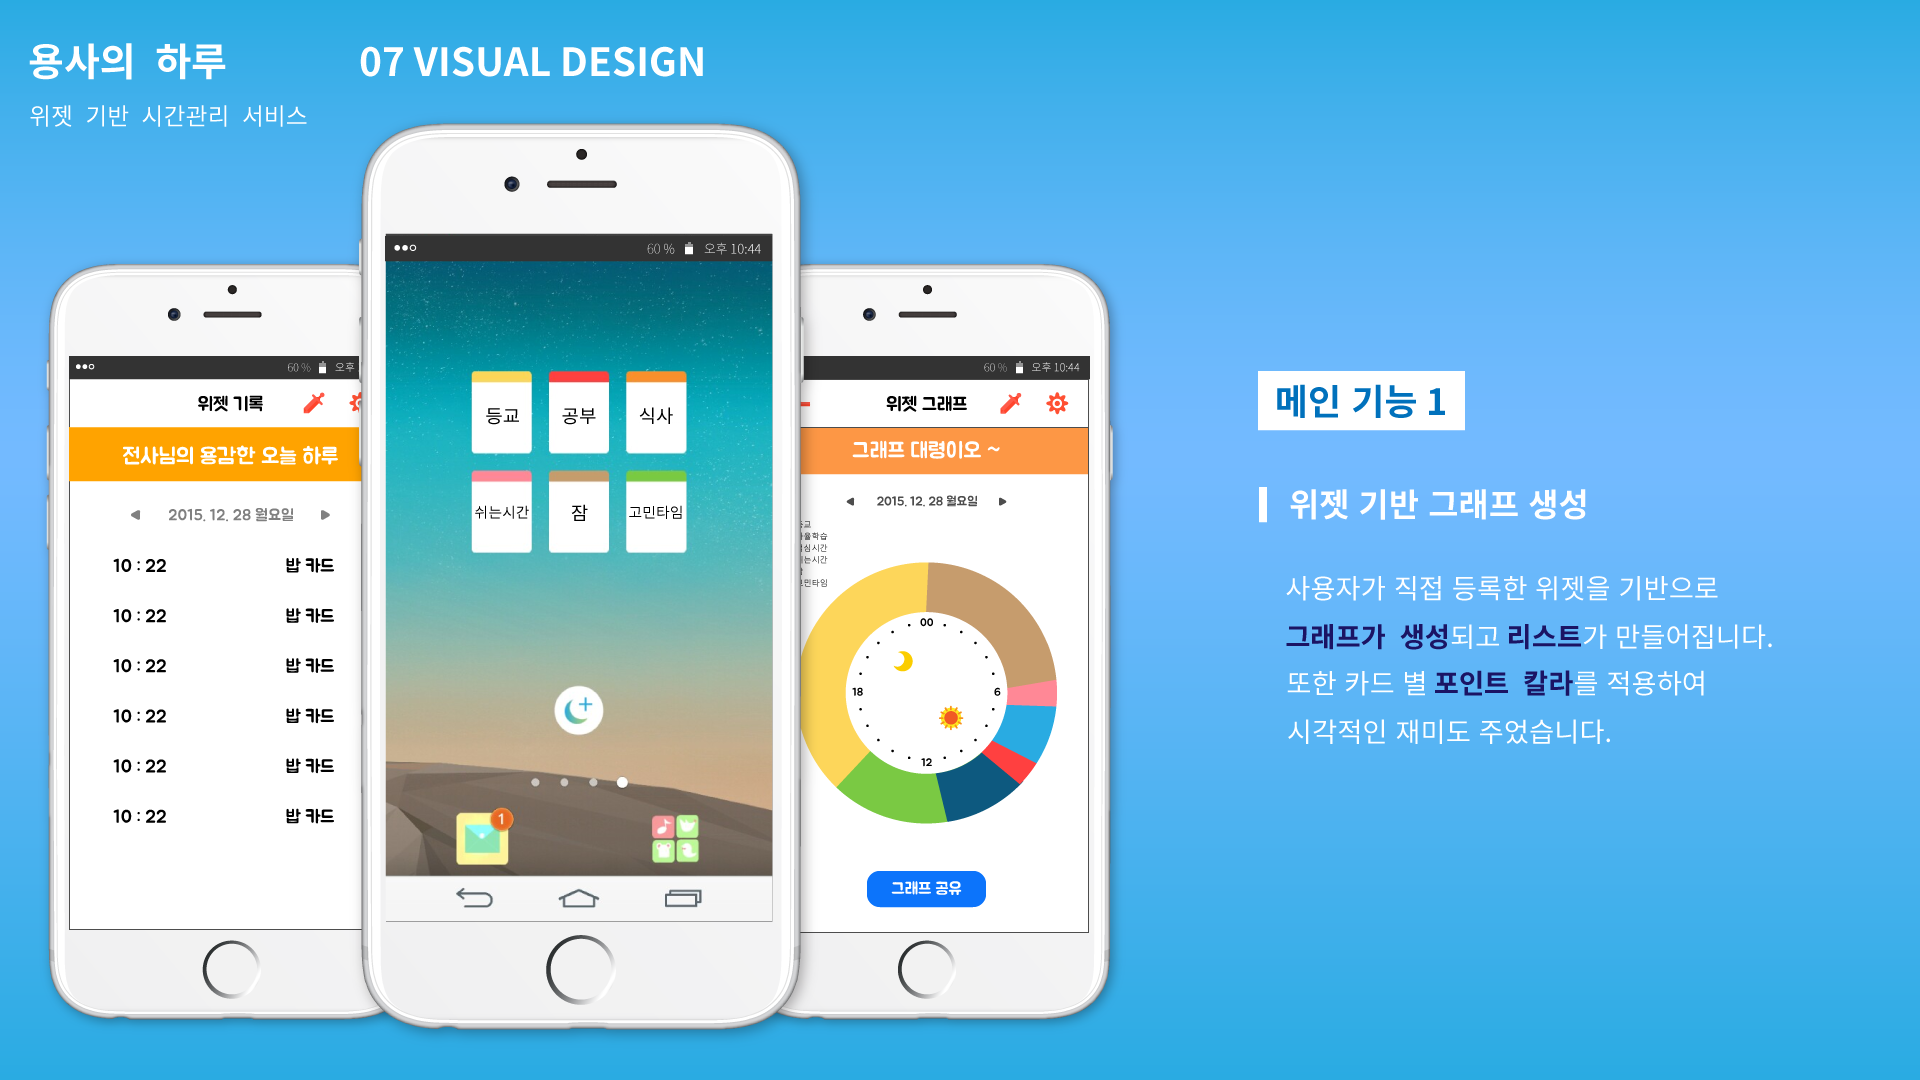 용사의 하루
07 VISUAL DESIGN
위젯 기반 시간관리 서비스
60 % 오후
위젯 기록
전사님의 용감한 오늘 하루
2015. 12. 28 월요일
10 : 22 밥 카드
10 : 22 밥 카드
10 : 22 밥 카드
10 : 22 밥 카드
10 : 22 밥 카드
10 : 22 밥 카드
60 % 오후 10:44
등교 공부 식사
쉬는시간 잠 고민타임
1
60 % 오후 10:44
위젯 그래프
그래프 대령이오 ~
2015. 12. 28 월요일
00
18 6
12
그래프 공유
메인 기능 1
위젯 기반 그래프 생성
사용자가 직접 등록한 위젯을 기반으로
그래프가 생성되고 리스트가 만들어집니다.
또한 카드 별 포인트 칼라를 적용하여
시각적인 재미도 주었습니다.